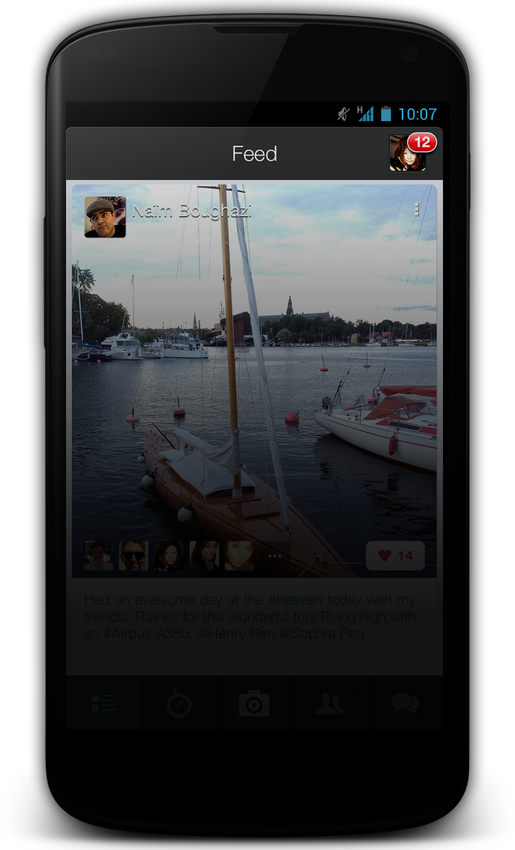 H 10:07
Feed
12
Naïm Boughazi
14
Had an awesome day at the #heaven today with my
friends. Thanks for this wonderful trip! Flying high with
an #Airbus A380. @Henry Ren @Sophia Pan